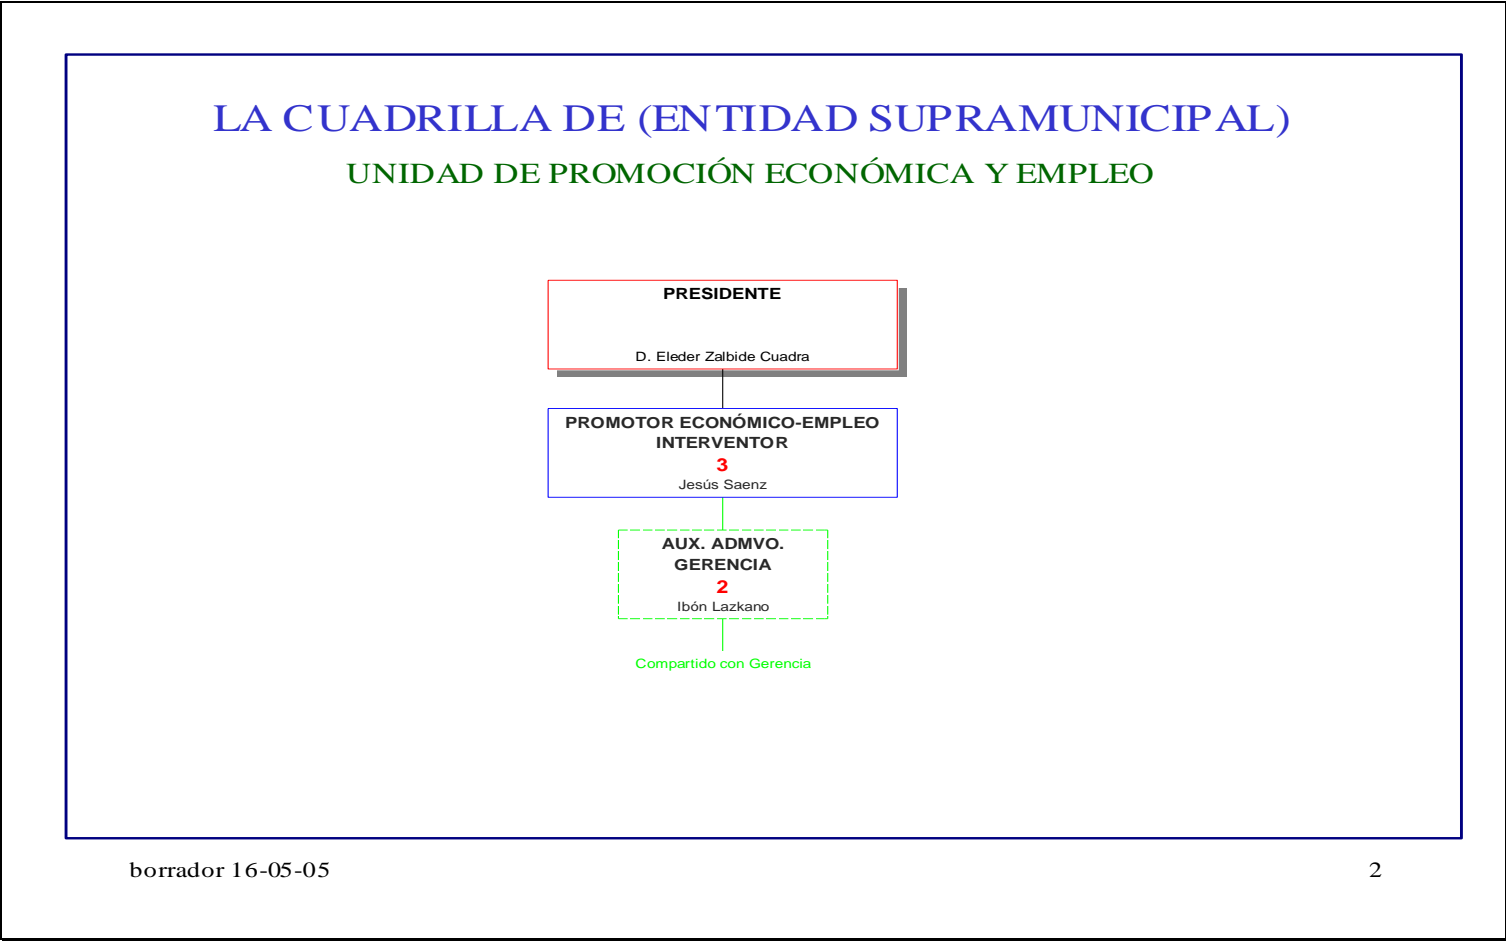 LA CUADRILLA DE (ENTIDAD SUPRAMUNICIPAL)
UNIDAD DE PROMOCIÓN ECONÓMICA Y EMPLEO
PRESIDENTE
D. Eleder Zalbide Cuadra
PROMOTOR ECONÓMICO-EMPLEO
INTERVENTOR
3
Jesús Saenz
AUX. ADMVO.
GERENCIA
2
Ibón Lazkano
Compartido con Gerencia
borrador 16-05-05
2